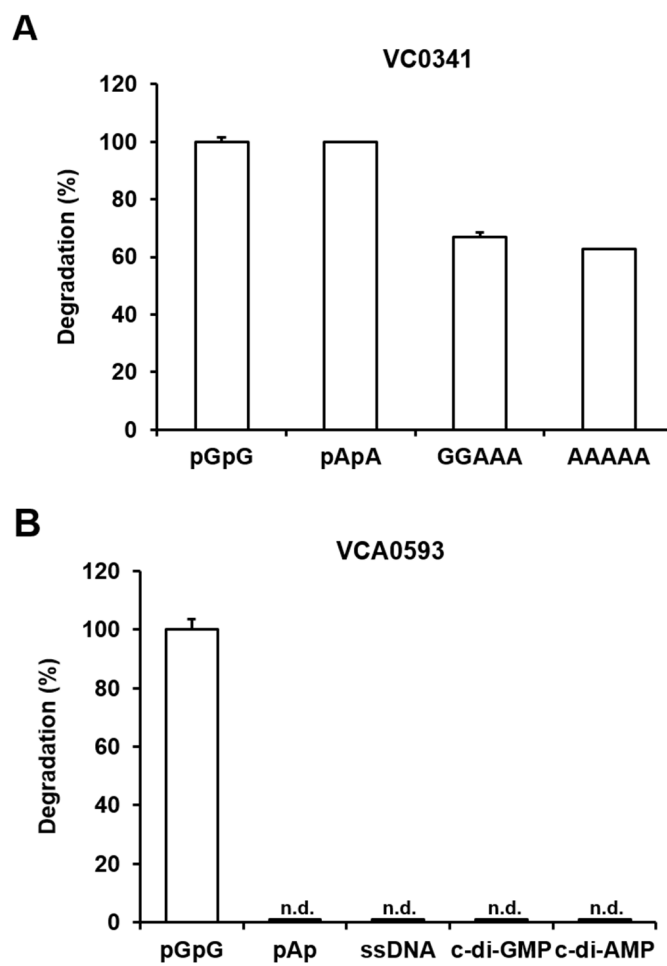 A
VC0341
Degradation (%)
120
100
80
60
40
20
0
pGpG pApA GGAAA AAAAA
B
VCA0593
Degradation (%)
120
100
80
60
40
20
0
n.d. n.d. n.d. n.d.
pGpG pAp ssDNA c-di-GMP c-di-AMP